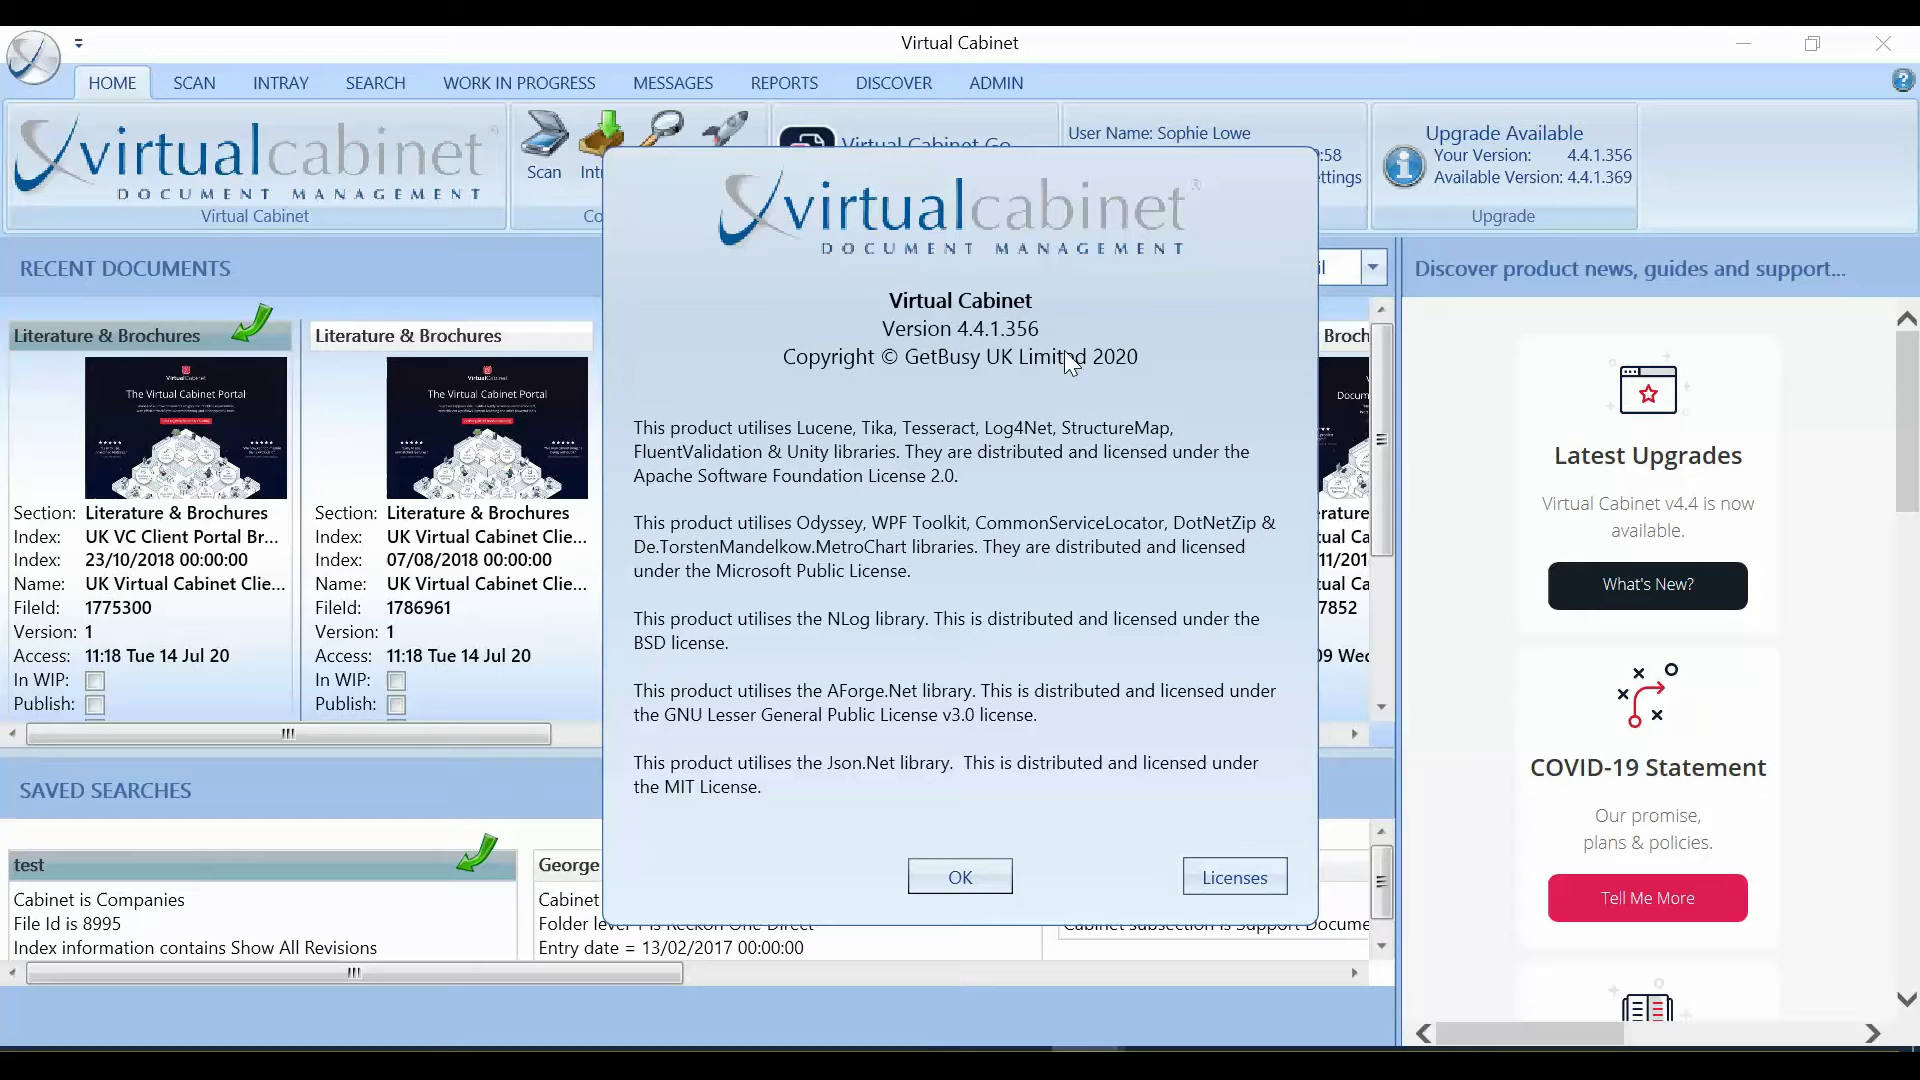 Virtual Cabinet
HOME SCAN INTRAY SEARCH WORK IN PROGRESS MESSAGES REPORTS DISCOVER ADMIN
virtualcabinet®
DOCUMENT MANAGEMENT
Virtual Cabinet
Scan
User Name: Sophie Lowe
:58
Upgrade Available
Your Version: 4.4.1.356
Available Version: 4.4.1.369
Upgrade
RECENT DOCUMENTS
Literature & Brochures
The Virtual Cabinet Portal
Section: Literature & Brochures
Index: UK VC Client Portal Br...
Index: 23/10/2018 00:00:00
Name: UK Virtual Cabinet Clie...
FileId: 1775300
Version: 1
Access: 11:18 Tue 14 Jul 20
In WIP:
Publish:
Literature & Brochures
The Virtual Cabinet Portal
Section: Literature & Brochures
Index: UK Virtual Cabinet Clie...
Index: 07/08/2018 00:00:00
Name: UK Virtual Cabinet Clie...
FileId: 1786961
Version: 1
Access: 11:18 Tue 14 Jul 20
In WIP:
Publish:
virtualcabinet®
DOCUMENT MANAGEMENT
Virtual Cabinet
Version 4.4.1.356
Copyright © GetBusy UK Limited 2020
This product utilises Lucene, Tika, Tesseract, Log4Net, StructureMap,
FluentValidation & Unity libraries. They are distributed and licensed under the
Apache Software Foundation License 2.0.
This product utilises Odyssey, WPF Toolkit, CommonServiceLocator, DotNetZip &
De.TorstenMandelkow.MetroChart libraries. They are distributed and licensed
under the Microsoft Public License.
This product utilises the NLog library. This is distributed and licensed under the
BSD license.
This product utilises the AForge.Net library. This is distributed and licensed under
the GNU Lesser General Public License v3.0 license.
This product utilises the Json.Net library.  This is distributed and licensed under
the MIT License.
OK
Licenses
SAVED SEARCHES
test
Cabinet is Companies
File Id is 8995
Index information contains Show All Revisions
George
Cabinet
Entry date = 13/02/2017 00:00:00
Discover product news, guides and support...
Latest Upgrades
Virtual Cabinet v4.4 is now
available.
What's New?
COVID-19 Statement
Our promise,
plans & policies.
Tell Me More